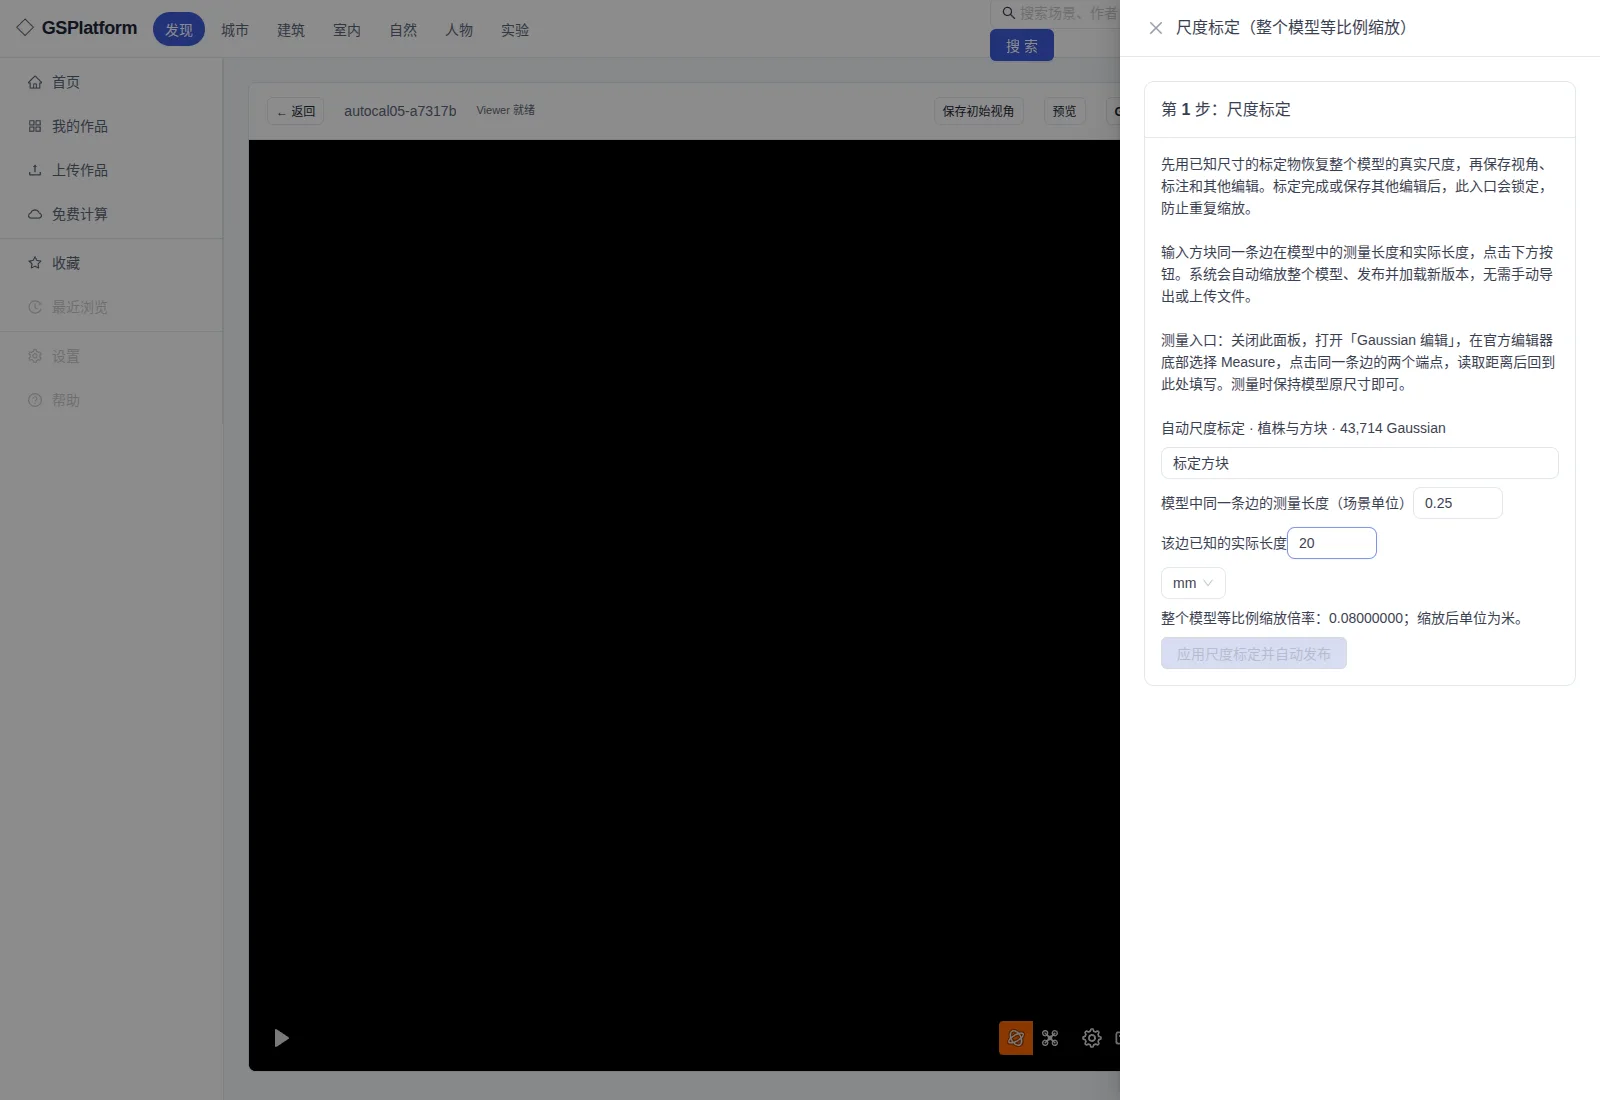 GSPlatform
发现 城市 建筑 室内 自然 人物 实验
搜索场景、作者
搜 索
首页
我的作品
上传作品
免费计算
收藏
最近浏览
设置
帮助
← 返回 autocal05-a7317b Viewer 就绪 保存初始视角 预览
尺度标定（整个模型等比例缩放）
第 1 步：尺度标定
先用已知尺寸的标定物恢复整个模型的真实尺度，再保存视角、
标注和其他编辑。标定完成或保存其他编辑后，此入口会锁定，
防止重复缩放。
输入方块同一条边在模型中的测量长度和实际长度，点击下方按
钮。系统会自动缩放整个模型、发布并加载新版本，无需手动导
出或上传文件。
测量入口：关闭此面板，打开「Gaussian 编辑」，在官方编辑器
底部选择 Measure，点击同一条边的两个端点，读取距离后回到
此处填写。测量时保持模型原尺寸即可。
自动尺度标定 · 植株与方块 · 43,714 Gaussian
标定方块
模型中同一条边的测量长度（场景单位） 0.25
该边已知的实际长度 20
mm
整个模型等比例缩放倍率：0.08000000；缩放后单位为米。
应用尺度标定并自动发布